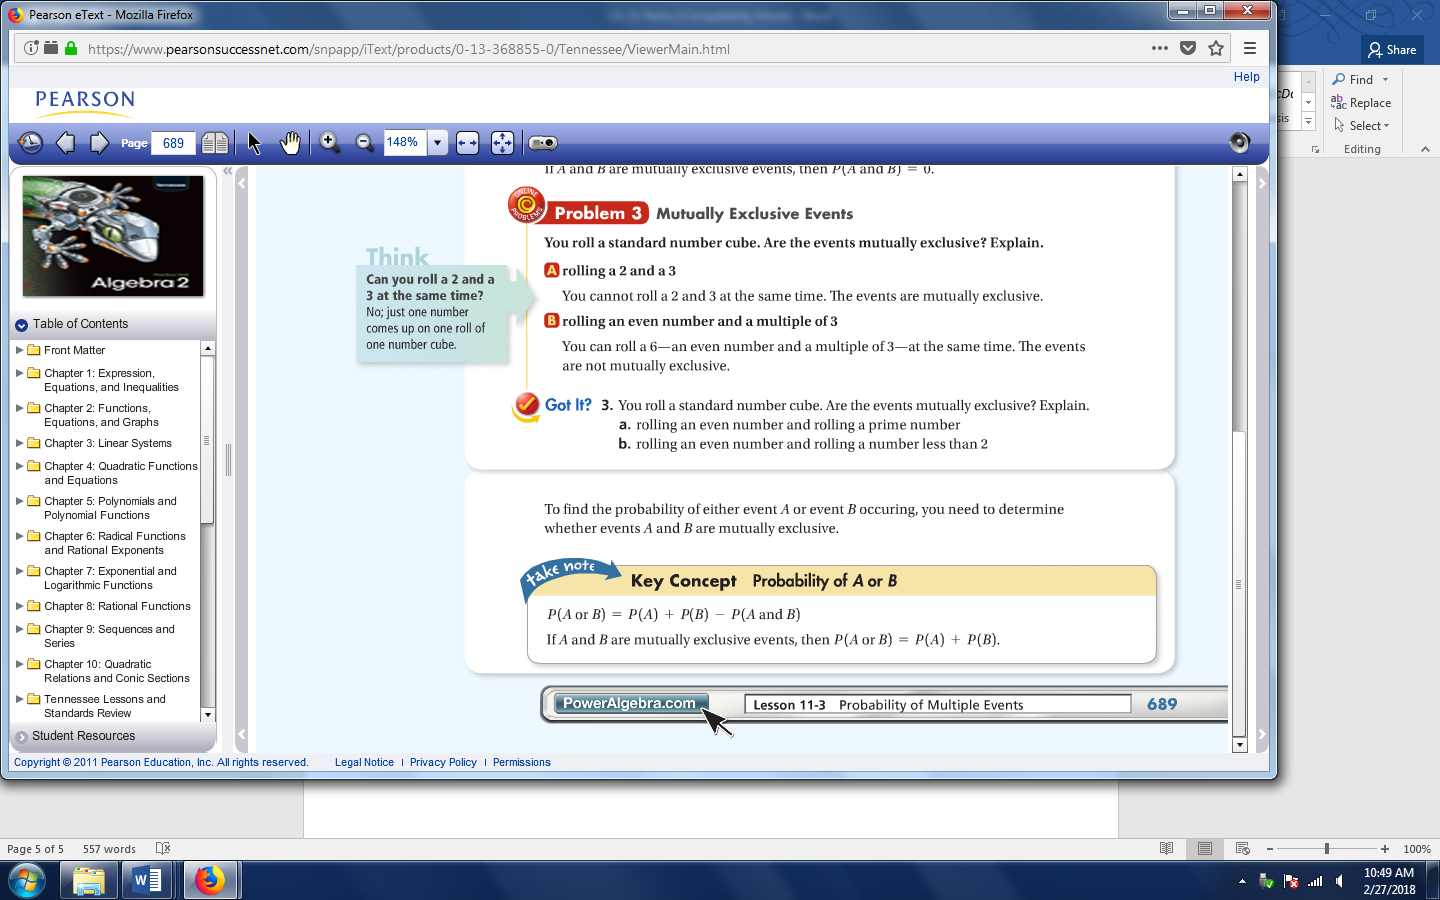 Pearson eText - Mozilla Firefox
https://www.pearsonsuccessnet.com/snpapp/iText/products/0-13-368855-0/Tennessee/ViewerMain.html
Share
Help
Find
Replace
Select
Editing
PEARSON
Page 689
148%
Algebra 2
Table of Contents
Front Matter
Chapter 1: Expression,
Equations, and Inequalities
Chapter 2: Functions,
Equations, and Graphs
Chapter 3: Linear Systems
Chapter 4: Quadratic Functions
and Equations
Chapter 5: Polynomials and
Polynomial Functions
Chapter 6: Radical Functions
and Rational Exponents
Chapter 7: Exponential and
Logarithmic Functions
Chapter 8: Rational Functions
Chapter 9: Sequences and
Series
Chapter 10: Quadratic
Relations and Conic Sections
Tennessee Lessons and
Standards Review
Student Resources
If A and B are mutually exclusive events, then P(A and B) = 0.
ONLINE PROBLEMS
Problem 3 Mutually Exclusive Events
You roll a standard number cube. Are the events mutually exclusive? Explain.
Think
Can you roll a 2 and a
3 at the same time?
No; just one number
comes up on one roll of
one number cube.
A rolling a 2 and a 3
You cannot roll a 2 and 3 at the same time. The events are mutually exclusive.
B rolling an even number and a multiple of 3
You can roll a 6—an even number and a multiple of 3—at the same time. The events
are not mutually exclusive.
Got It? 3. You roll a standard number cube. Are the events mutually exclusive? Explain.
a. rolling an even number and rolling a prime number
b. rolling an even number and rolling a number less than 2
To find the probability of either event A or event B occuring, you need to determine
whether events A and B are mutually exclusive.
take note
Key Concept Probability of A or B
P(A or B) = P(A) + P(B) − P(A and B)
If A and B are mutually exclusive events, then P(A or B) = P(A) + P(B).
PowerAlgebra.com
Lesson 11-3 Probability of Multiple Events
689
Copyright © 2011 Pearson Education, Inc. All rights reserved.
Legal Notice | Privacy Policy | Permissions
Page 5 of 5
557 words
100%
10:49 AM
2/27/2018